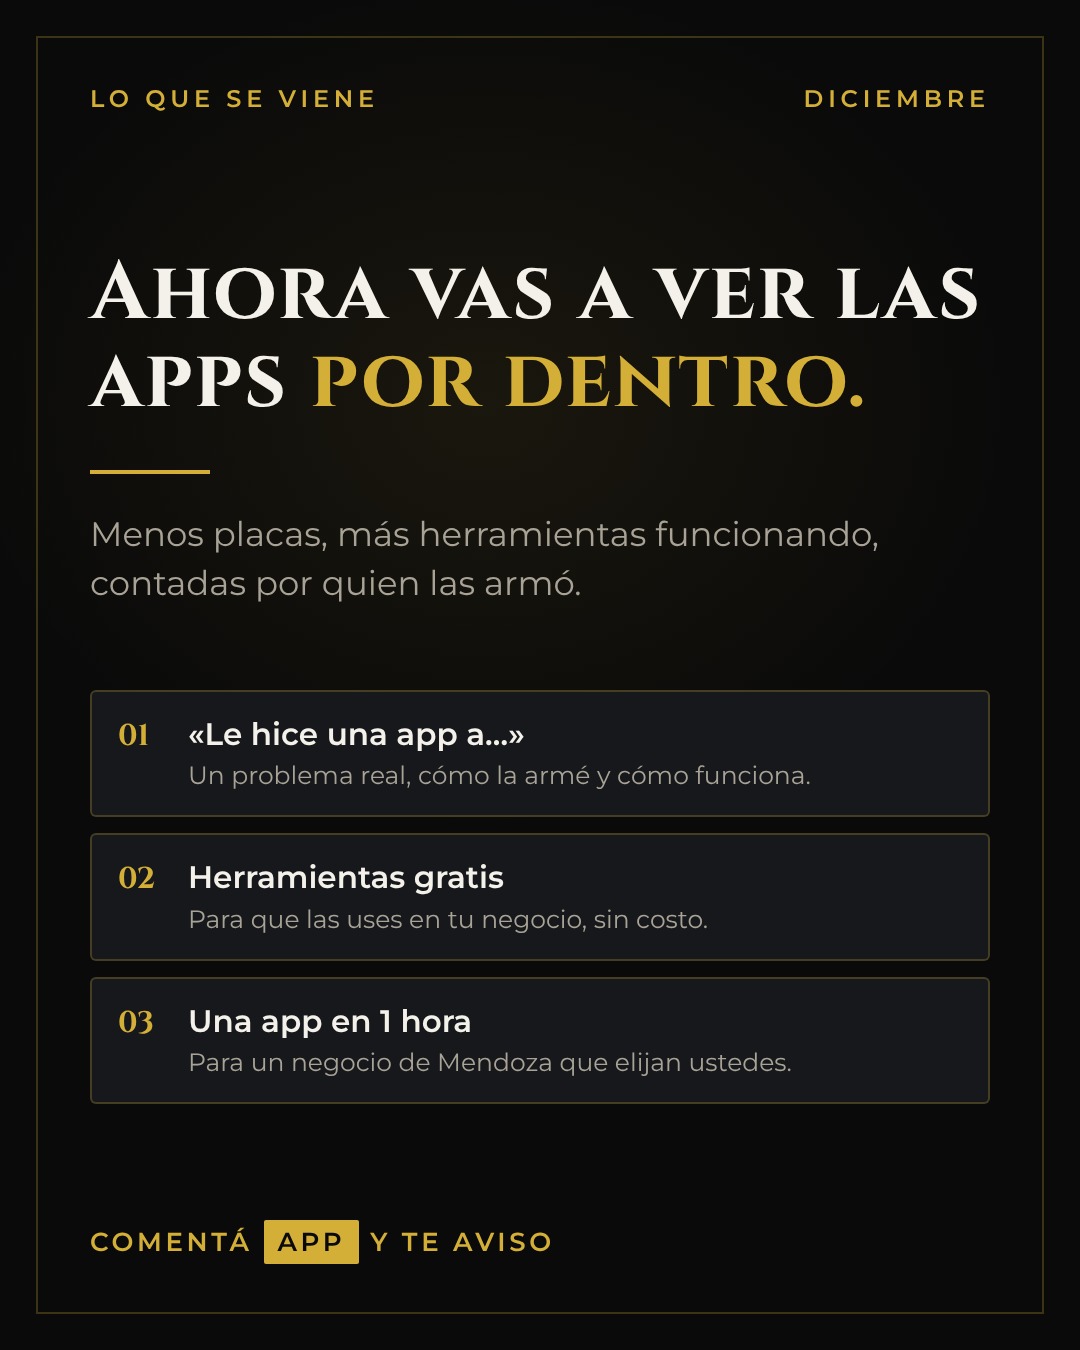 LO QUE SE VIENE
DICIEMBRE
Ahora vas a ver las
apps por dentro.
Menos placas, más herramientas funcionando,
contadas por quien las armó.
01 «Le hice una app a...»
Un problema real, cómo la armé y cómo funciona.
02 Herramientas gratis
Para que las uses en tu negocio, sin costo.
03 Una app en 1 hora
Para un negocio de Mendoza que elijan ustedes.
COMENTÁ APP Y TE AVISO